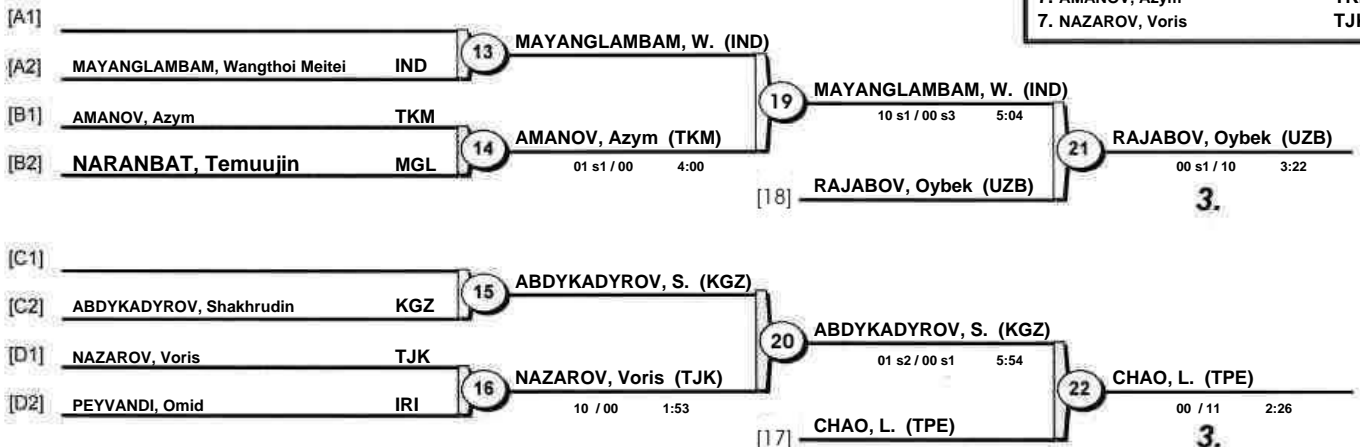 7. NAZAROV, Voris TJK
[A1]
13 MAYANGLAMBAM, W. (IND)
[A2] MAYANGLAMBAM, Wangthoi Meitei IND
19 MAYANGLAMBAM, W. (IND)
10 s1 / 00 s3 5:04
[B1] AMANOV, Azym TKM
14 AMANOV, Azym (TKM)
01 s1 / 00 4:00
[B2] NARANBAT, Temuujin MGL
21 RAJABOV, Oybek (UZB)
00 s1 / 10 3:22
[18] RAJABOV, Oybek (UZB)
3.
[C1]
15 ABDYKADYROV, S. (KGZ)
[C2] ABDYKADYROV, Shakhrudin KGZ
20 ABDYKADYROV, S. (KGZ)
01 s2 / 00 s1 5:54
[D1] NAZAROV, Voris TJK
16 NAZAROV, Voris (TJK)
10 / 00 1:53
[D2] PEYVANDI, Omid IRI
22 CHAO, L. (TPE)
00 / 11 2:26
[17] CHAO, L. (TPE)
3.